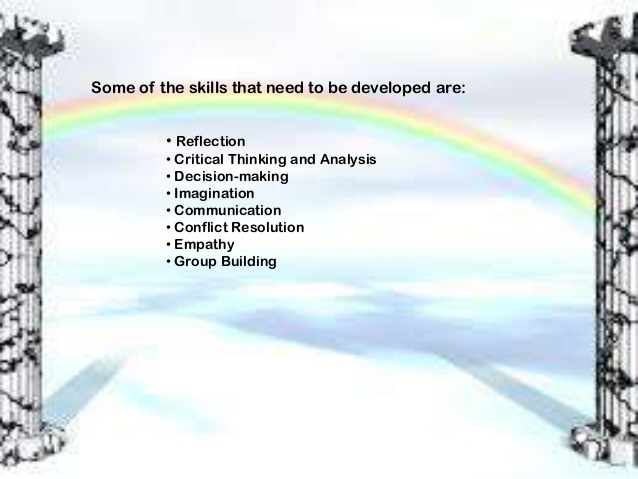 Some of the skills that need to be developed are:
• Reflection
• Critical Thinking and Analysis
• Decision-making
• Imagination
• Communication
• Conflict Resolution
• Empathy
• Group Building